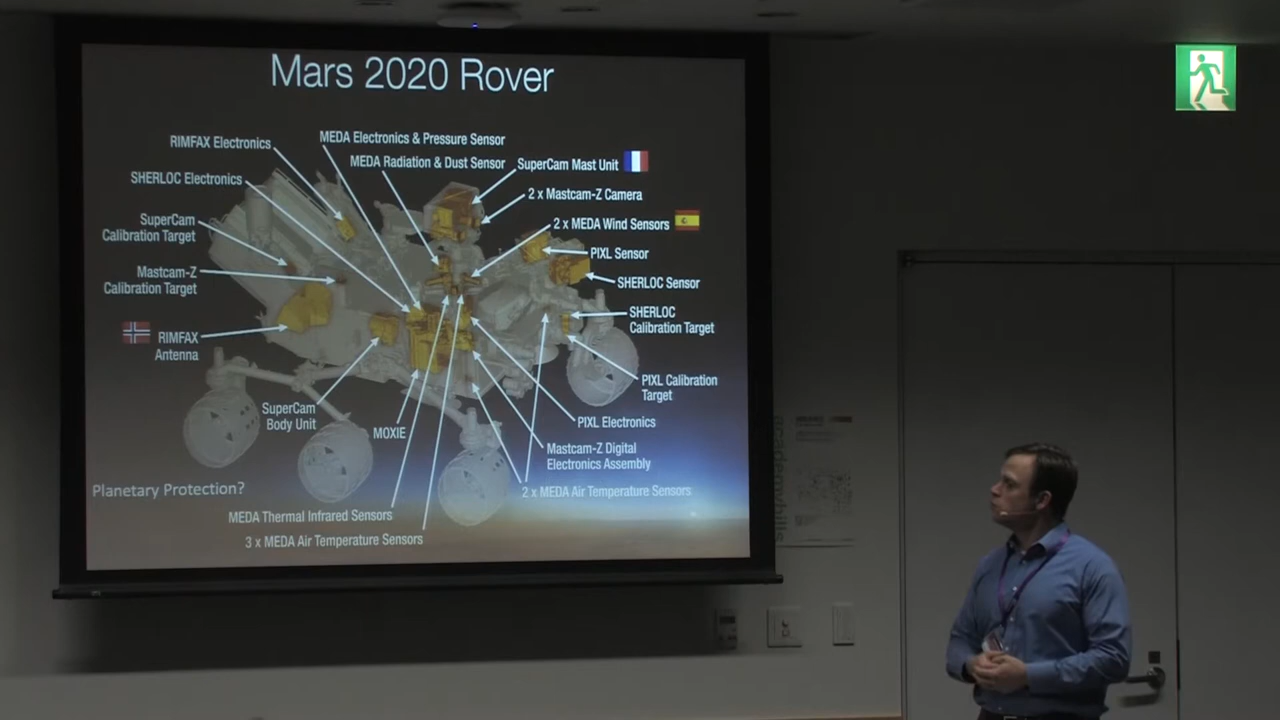 Mars 2020 Rover
RIMFAX Electronics
MEDA Electronics & Pressure Sensor
MEDA Radiation & Dust Sensor
SuperCam Mast Unit
SHERLOC Electronics
2 x Mastcam-Z Camera
SuperCam
Calibration Target
2 x MEDA Wind Sensors
PIXL Sensor
Mastcam-Z
Calibration Target
SHERLOC Sensor
SHERLOC
Calibration Target
RIMFAX
Antenna
PIXL Calibration
Target
SuperCam
Body Unit
MOXIE
PIXL Electronics
Mastcam-Z Digital
Electronics Assembly
Planetary Protection?
2 x MEDA Air Temperature Sensors
MEDA Thermal Infrared Sensors
3 x MEDA Air Temperature Sensors
academyhills